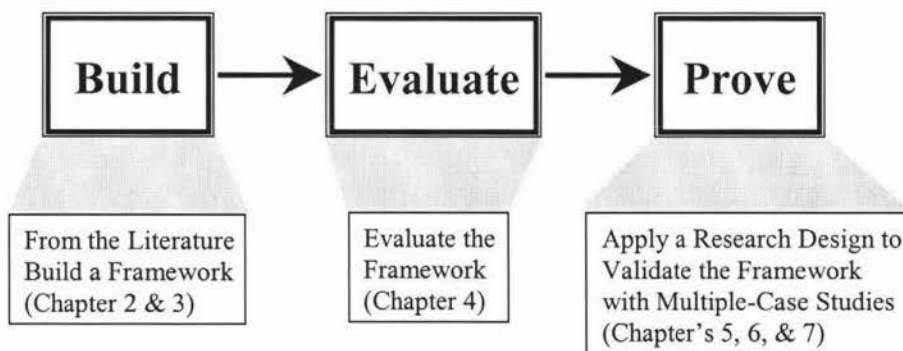 Build
Evaluate
Prove
From the Literature
Build a Framework
(Chapter 2 & 3)
Evaluate the
Framework
(Chapter 4)
Apply a Research Design to
Validate the Framework
with Multiple-Case Studies
(Chapter's 5, 6, & 7)